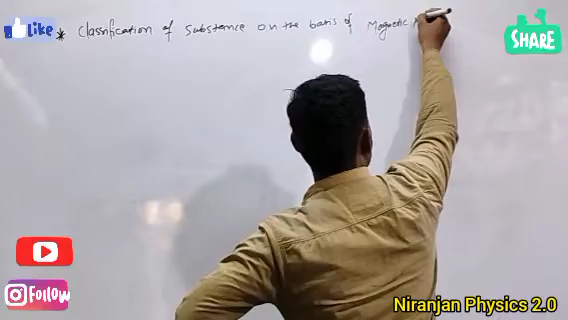 Like
* Classification of Substance on the basis of Magnetic
SHARE
Follow
Niranjan Physics 2.0